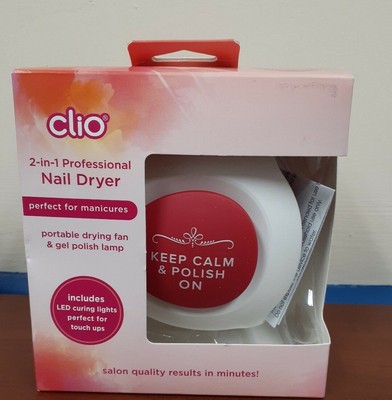 clio®
2-in-1 Professional
Nail Dryer
perfect for manicures
portable drying fan
& gel polish lamp
includes
LED curing lights
perfect for
touch ups
KEEP CALM
& POLISH
ON
salon quality results in minutes!